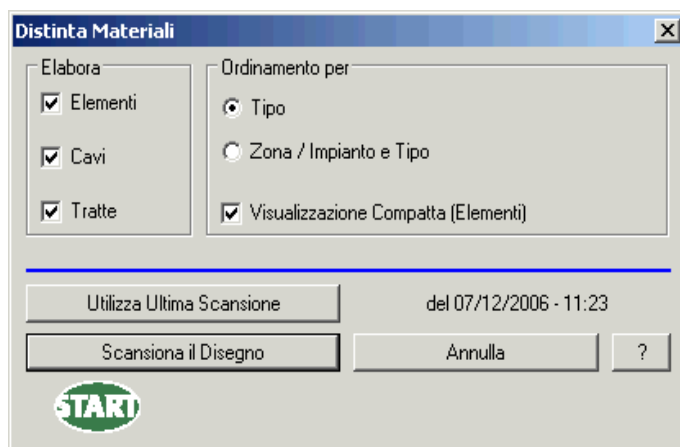 Distinta Materiali
Elabora
Elementi
Cavi
Tratte
Ordinamento per
Tipo
Zona / Impianto e Tipo
Visualizzazione Compatta (Elementi)
Utilizza Ultima Scansione del 07/12/2006 - 11:23
Scansiona il Disegno Annulla ?
START